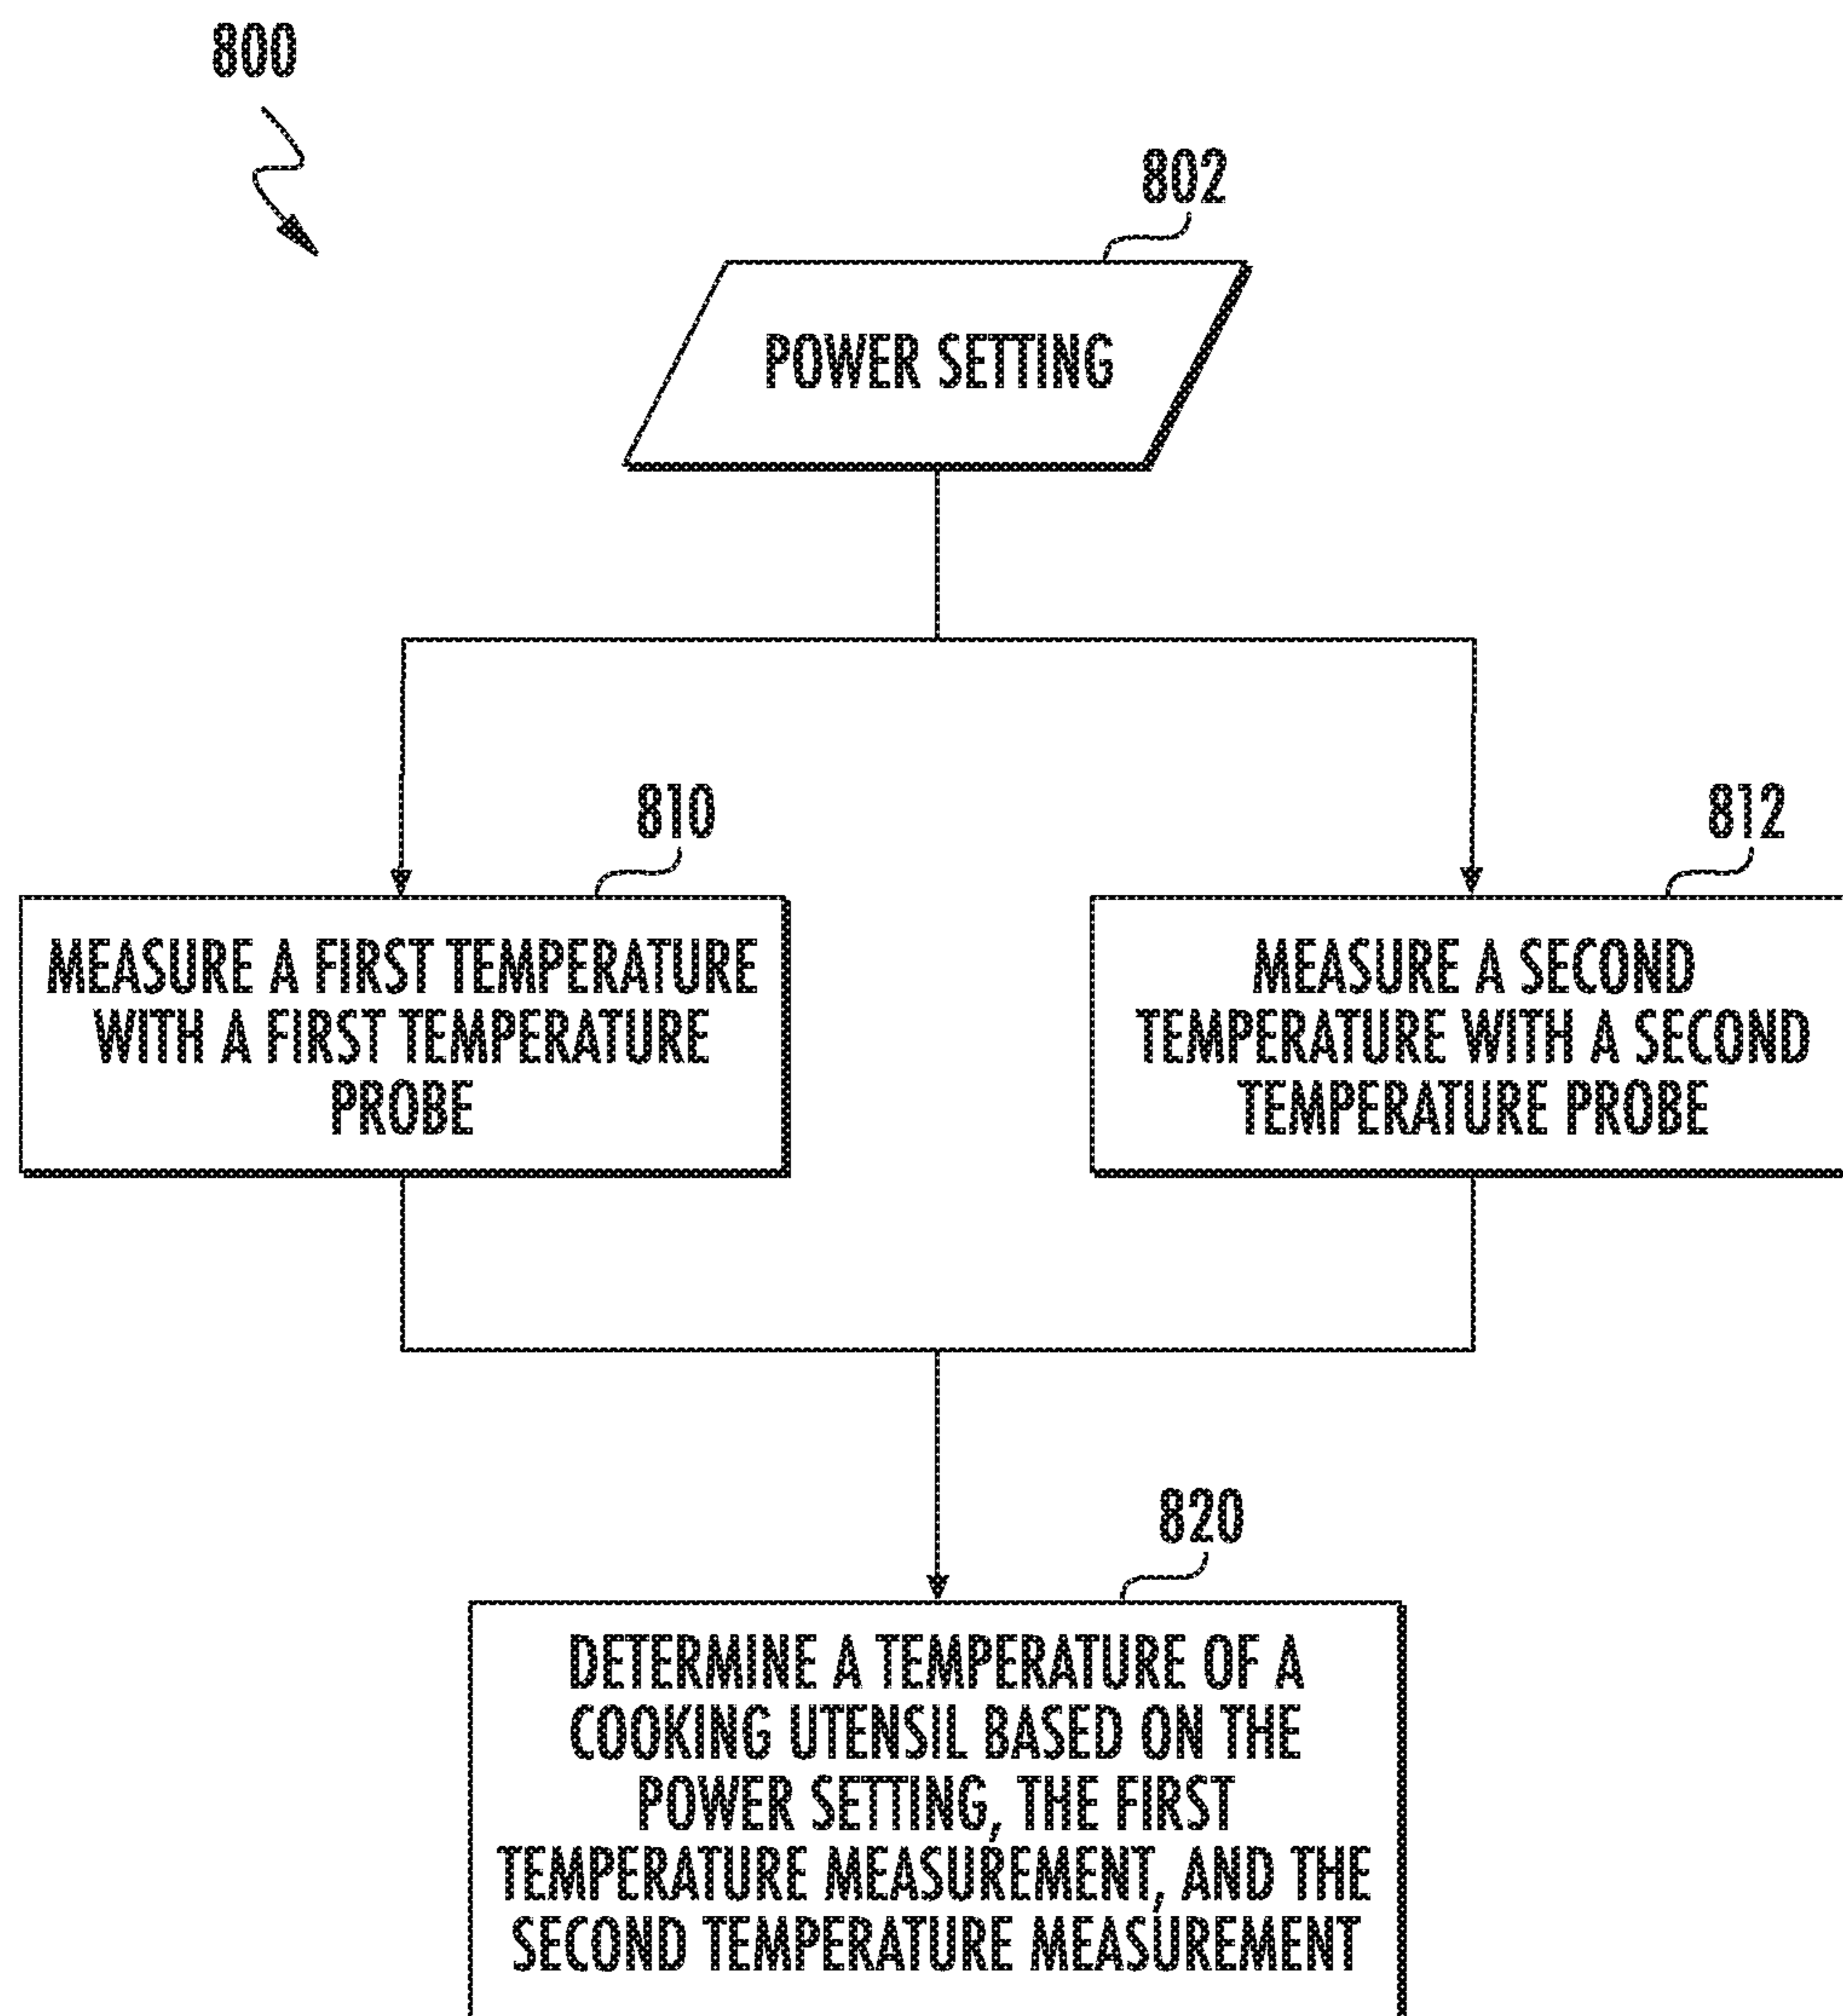 800
802
POWER SETTING
810
812
MEASURE A FIRST TEMPERATURE
WITH A FIRST TEMPERATURE
PROBE
MEASURE A SECOND
TEMPERATURE WITH A SECOND
TEMPERATURE PROBE
820
DETERMINE A TEMPERATURE OF A
COOKING UTENSIL BASED ON THE
POWER SETTING, THE FIRST
TEMPERATURE MEASUREMENT, AND THE
SECOND TEMPERATURE MEASUREMENT